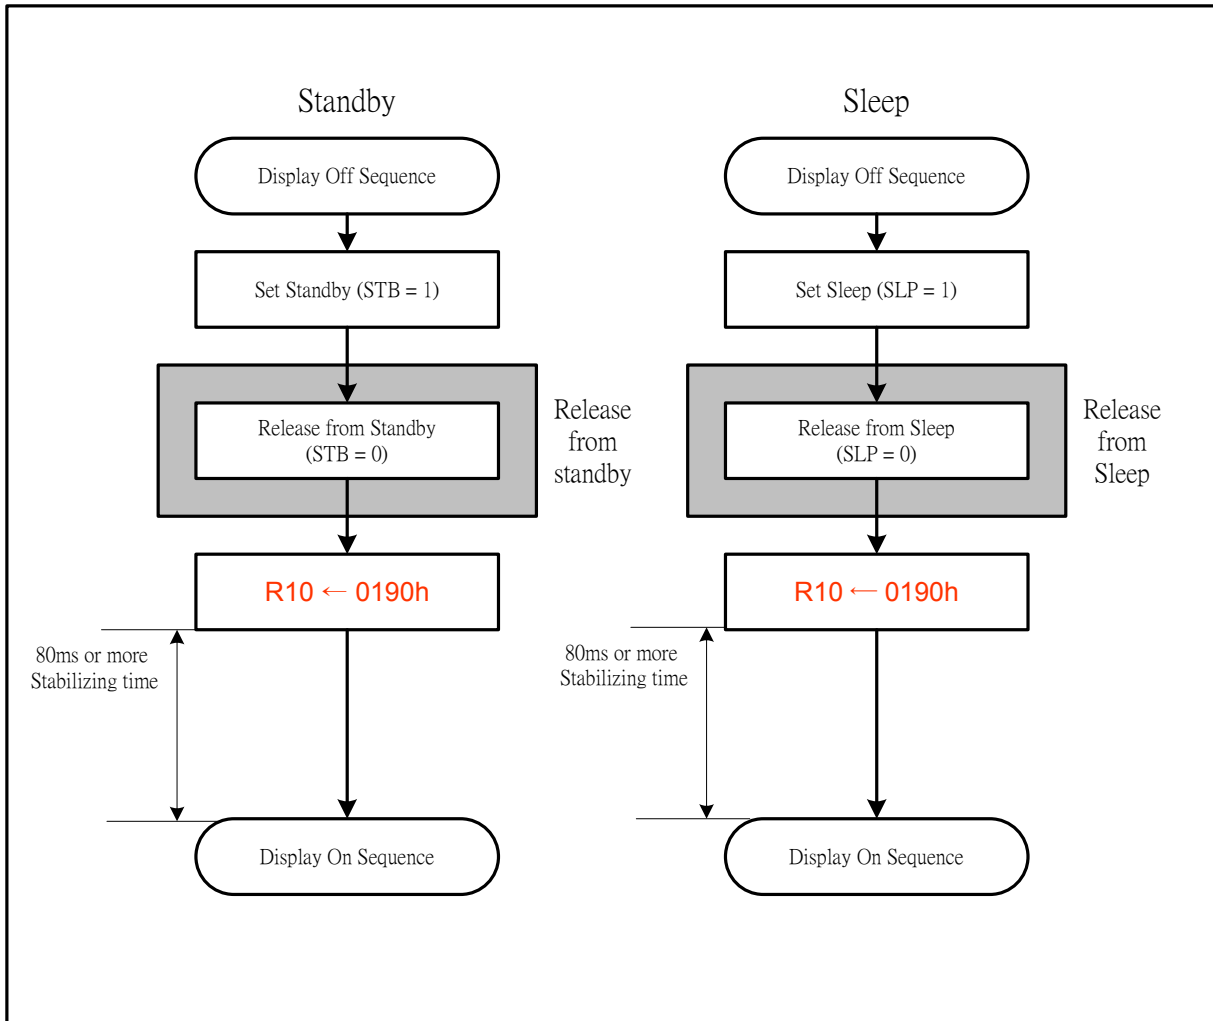 Standby
Display Off Sequence
Set Standby (STB = 1)
Release from Standby
(STB = 0)
Release
from
standby
R10 ← 0190h
80ms or more
Stabilizing time
Display On Sequence
Sleep
Display Off Sequence
Set Sleep (SLP = 1)
Release from Sleep
(SLP = 0)
Release
from
Sleep
R10 ← 0190h
80ms or more
Stabilizing time
Display On Sequence